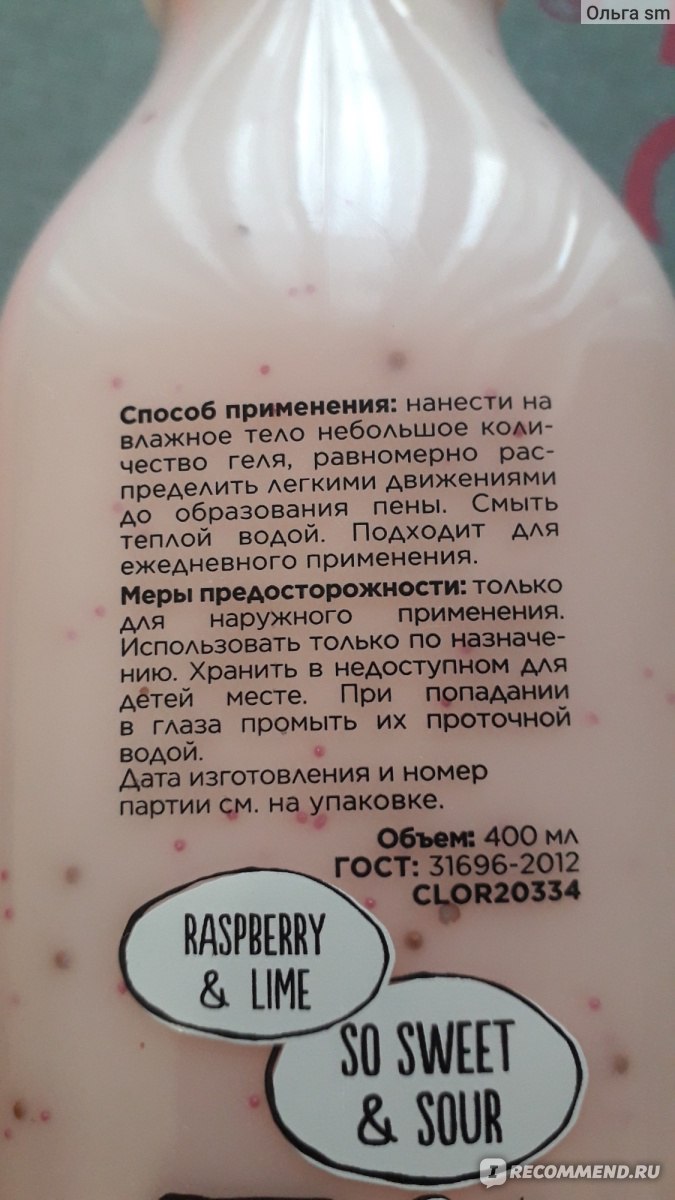 Ольга sm
Способ применения: нанести на
влажное тело небольшое коли-
чество геля, равномерно рас-
пределить легкими движениями
до образования пены. Смыть
теплой водой. Подходит для
ежедневного применения.
Меры предосторожности: только
для наружного применения.
Использовать только по назначе-
нию. Хранить в недоступном для
детей месте. При попадании
в глаза промыть их проточной
водой.
Дата изготовления и номер
партии см. на упаковке.
Объем: 400 мл
ГОСТ: 31696-2012
CLOR20334
RASPBERRY
& LIME
SO SWEET
& SOUR
RECOMMEND.RU